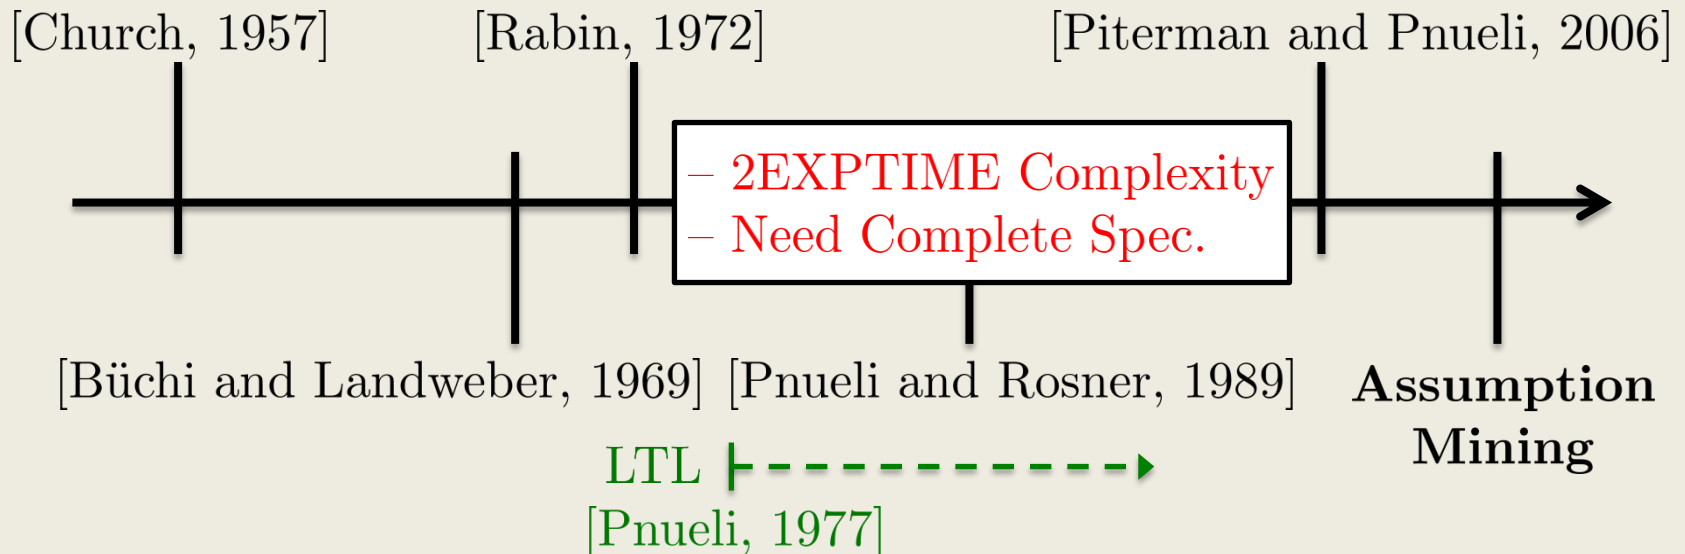 [Church, 1957]
[Rabin, 1972]
[Piterman and Pnueli, 2006]
– 2EXPTIME Complexity
– Need Complete Spec.
[Büchi and Landweber, 1969]
[Pnueli and Rosner, 1989]
Assumption
Mining
LTL
[Pnueli, 1977]